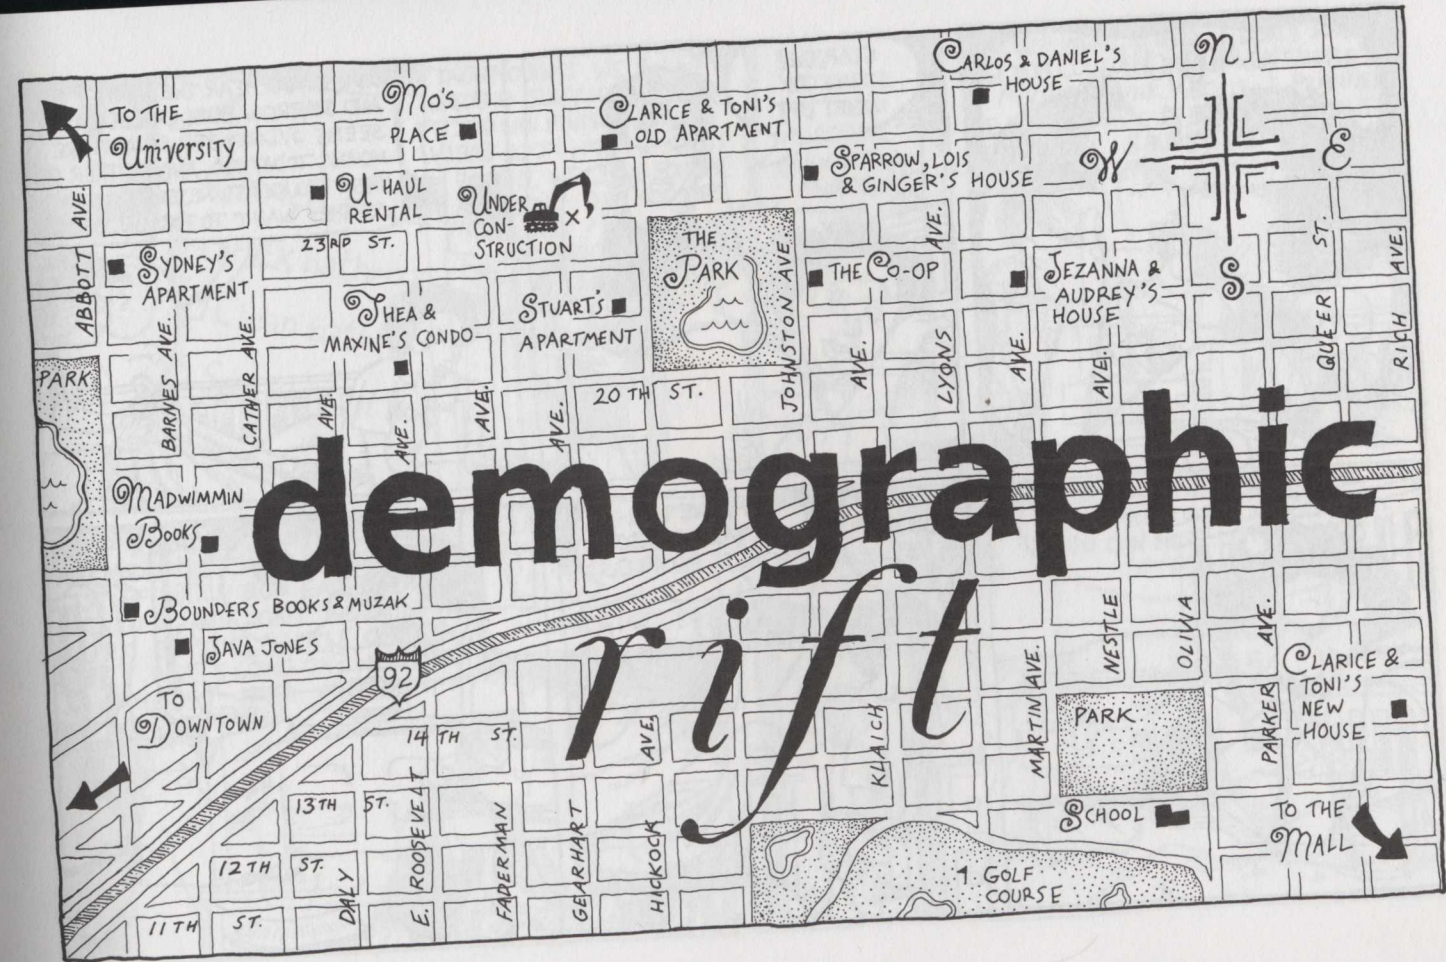 N
W
E
S
TO THE
University
Mo's
PLACE
CLARICE & TONI'S
OLD APARTMENT
CARLOS & DANIEL'S
HOUSE
U-HAUL
RENTAL
UNDER
CON-
STRUCTION
X
SPARROW, LOIS
& GINGER'S HOUSE
23RD ST.
THE
PARK
SYDNEY'S
APARTMENT
THE CO-OP
JEZANNA &
AUDREY'S
HOUSE
THEA &
MAXINE'S CONDO
STUART'S
APARTMENT
ABBOTT AVE.
BARNES AVE.
CATHER AVE.
DALY AVE.
E. ROOSEVELT AVE.
FADERMAN AVE.
GEARHART AVE.
HACKOCK AVE.
JOHNSTON AVE
KLAICH AVE.
LYONS AVE.
MARTIN AVE.
NESTLE AVE.
OLIVIA
PARKER AVE.
QUEER ST.
RICH AVE.
PARK
20TH ST.
demographic
rift
MADWIMMIN
BOOKS
BOUNDERS BOOKS & MUZAK
JAVA JONES
92
TO
DOWNTOWN
14TH ST.
13TH ST.
12TH ST.
11TH ST.
PARK
SCHOOL
1 GOLF
COURSE
CLARICE &
TONI'S
NEW
HOUSE
TO THE
MALL